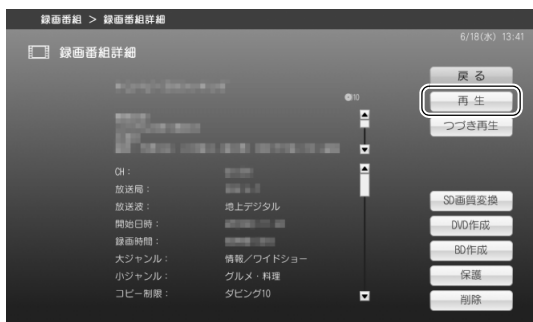 録画番組 > 録画番組詳細
6/18(水) 13:41
録画番組詳細
戻る
10
再生
つづき再生
CH：
放送局：
放送波： 地上デジタル
SD画質変換
開始日時：
DVD作成
録画時間：
BD作成
大ジャンル： 情報／ワイドショー
小ジャンル： グルメ・料理
保護
コピー制限： ダビング10
削除